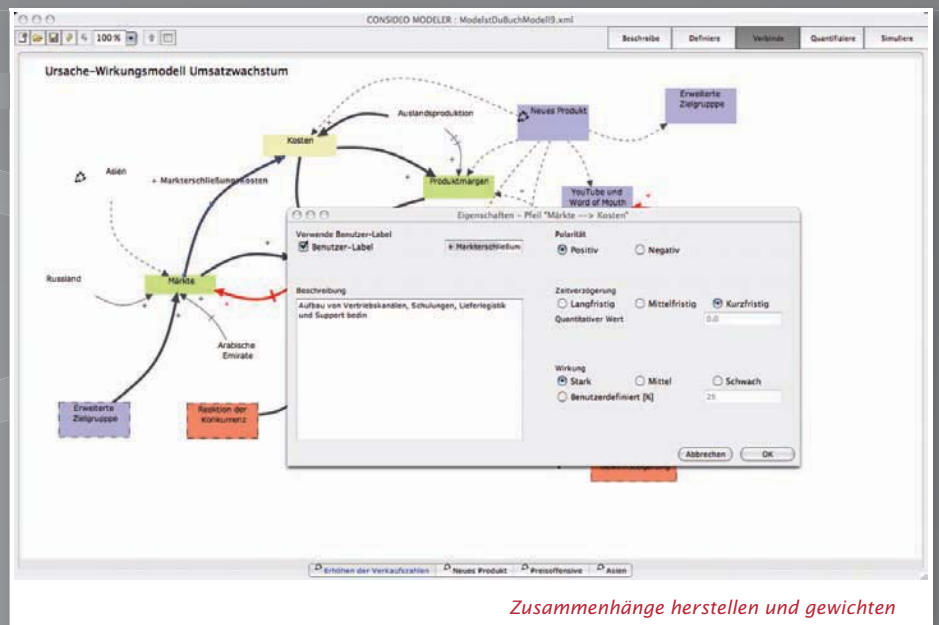 CONSIDEO MODELER : ModelstDuBuchModell9.xml
100%
Beschreibe
Definiere
Verbinde
Quantifiziere
Simuliere
Ursache-Wirkungsmodell Umsatzwachstum
Erweiterte
Zielgrupppe
Neues Produkt
Auslandsproduktion
Kosten
Asien
+ Markterschließungskosten
Produktmargen
YouTube und
Word of Mouth
Russland
Märkte
Arabische
Emirate
Erweiterte
Zielgrupppe
Reaktion der
Konkurrenz
Eigenschaften - Pfeil "Märkte ---> Kosten"
Verwende Benutzer-Label
Benutzer-Label
+ Markterschließun
Beschreibung
Aufbau von Vertriebskanälen, Schulungen, Lieferlogistik
und Support bedin
Polarität
Positiv
Negativ
Zeitverzögerung
Langfristig
Mittelfristig
Kurzfristig
Quantitativer Wert
0.0
Wirkung
Stark
Mittel
Schwach
Benutzerdefiniert [%]
25
Abbrechen
OK
Erhöhen der Verkaufszahlen
Neues Produkt
Preisoffensive
Asien
Zusammenhänge herstellen und gewichten